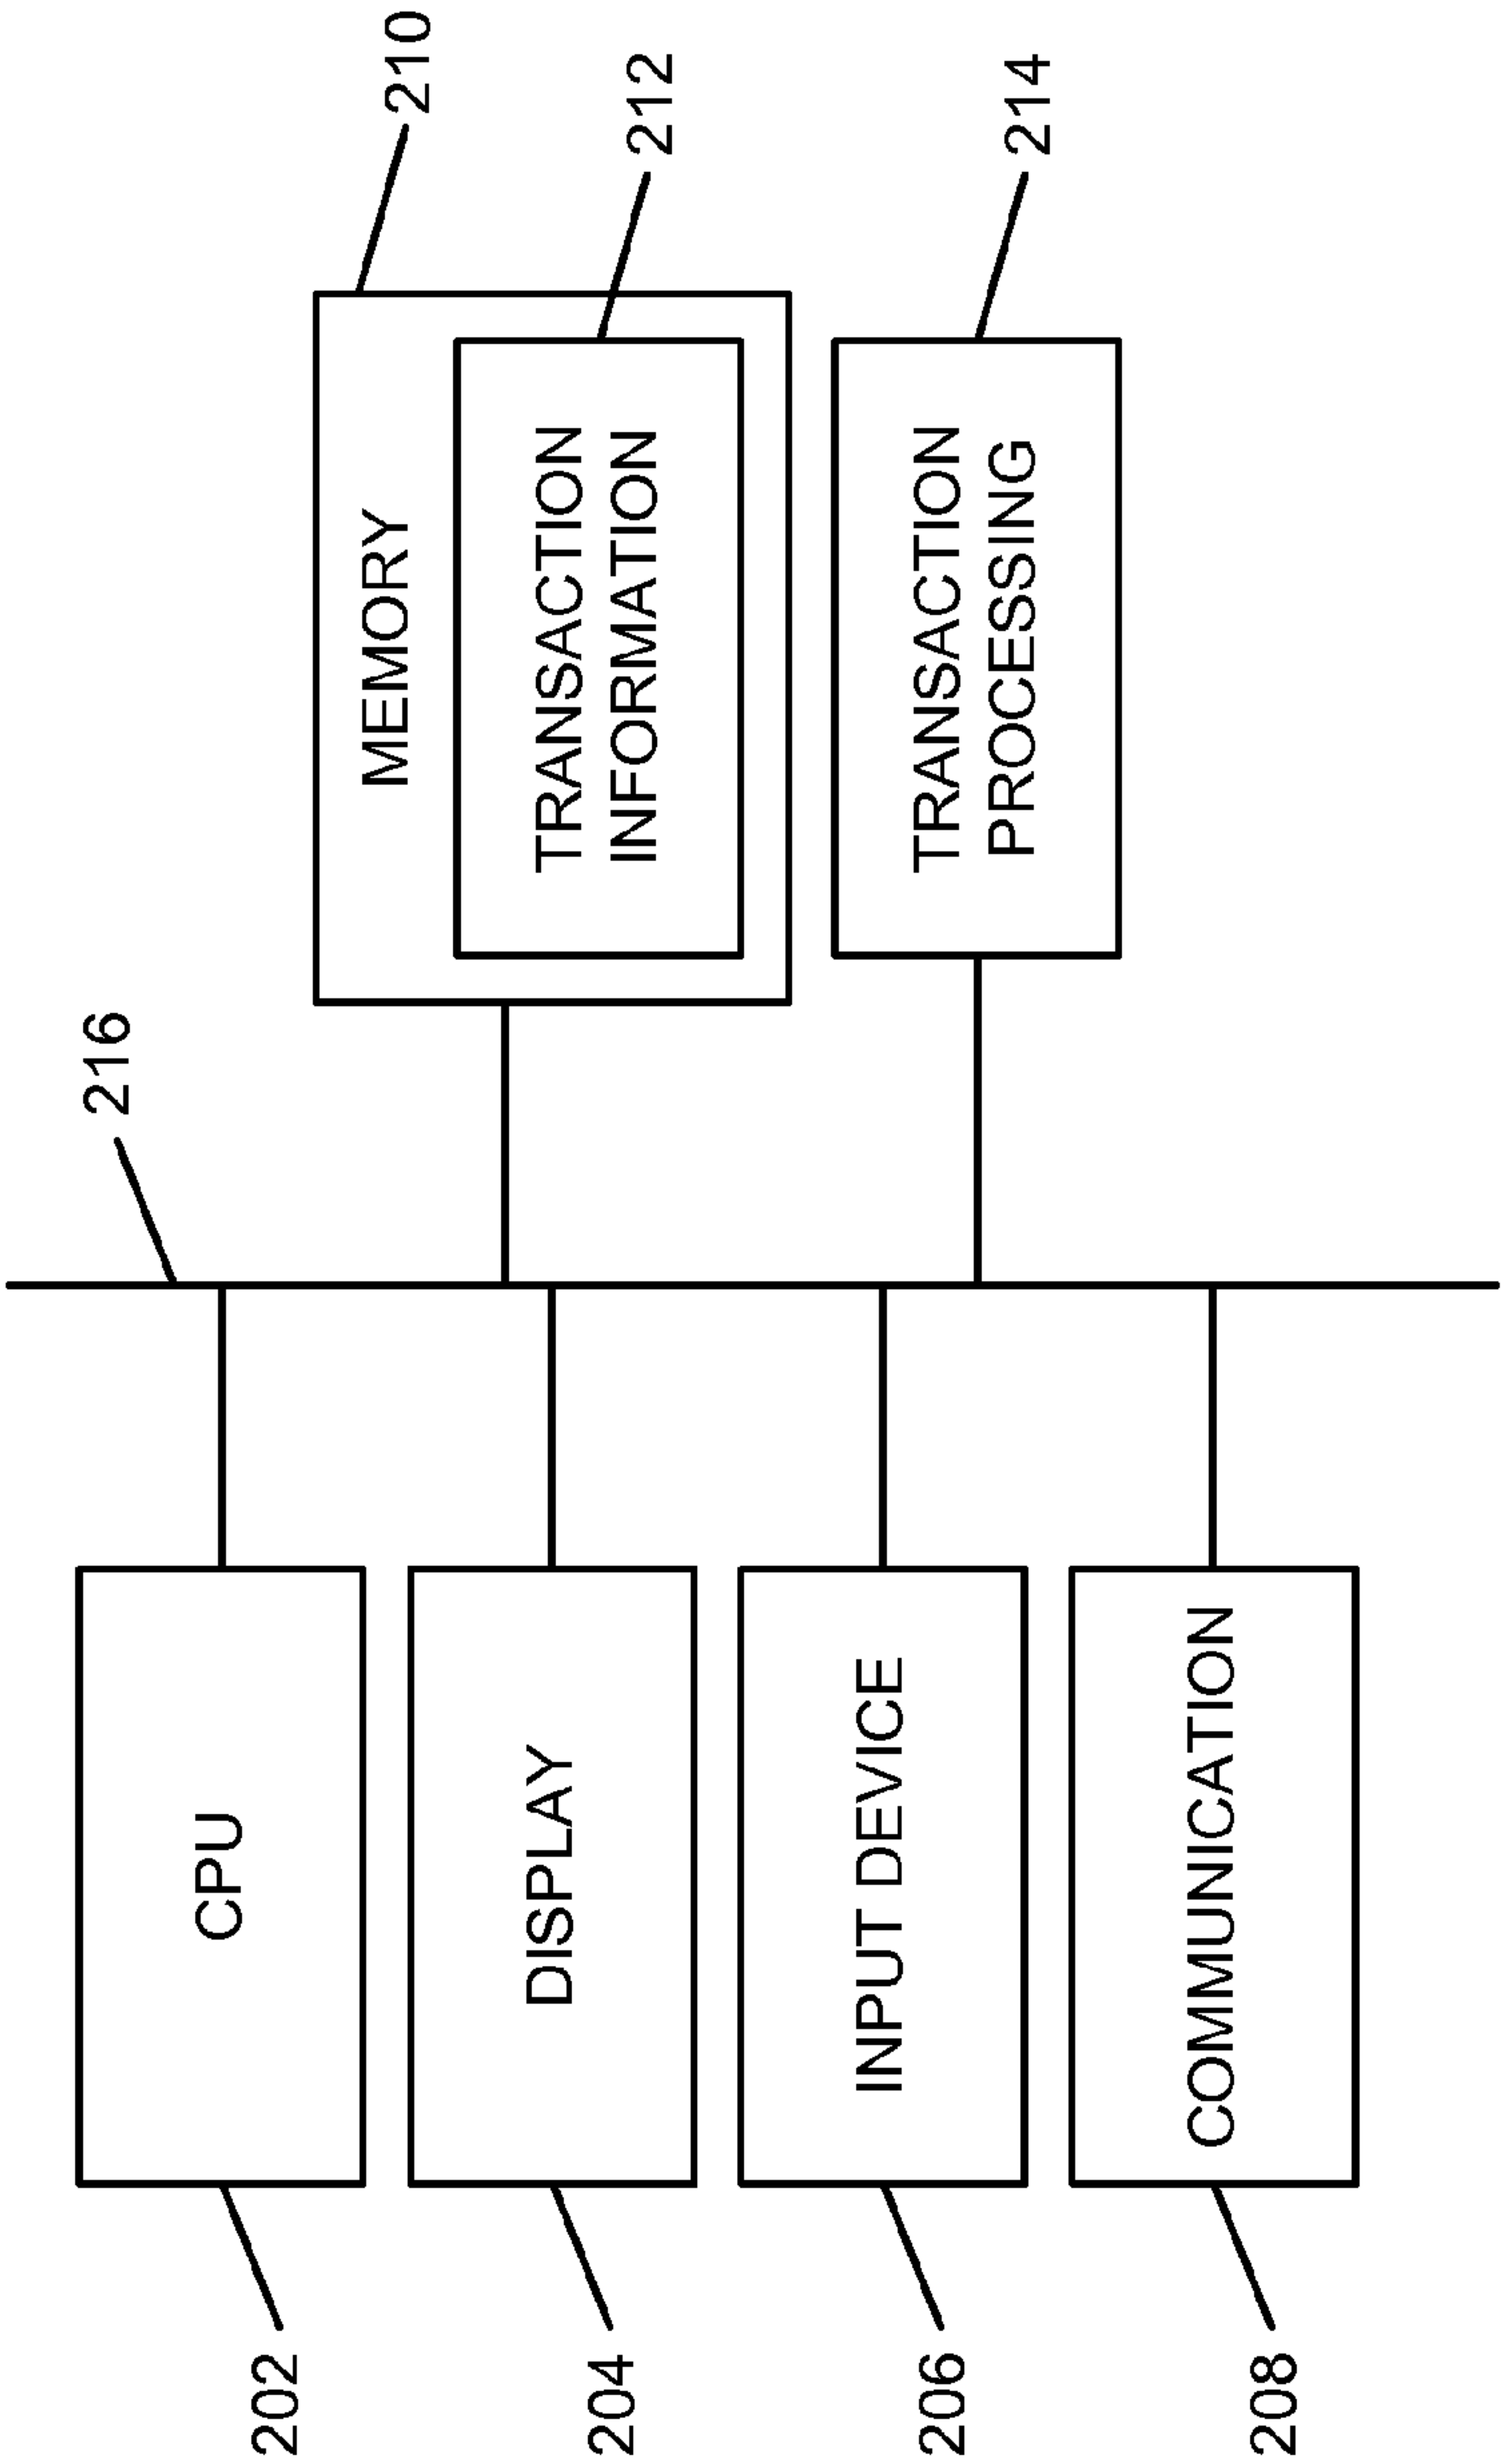 216
202
CPU
MEMORY
210
204
DISPLAY
TRANSACTION
INFORMATION
212
206
INPUT DEVICE
TRANSACTION
PROCESSING
214
208
COMMUNICATION